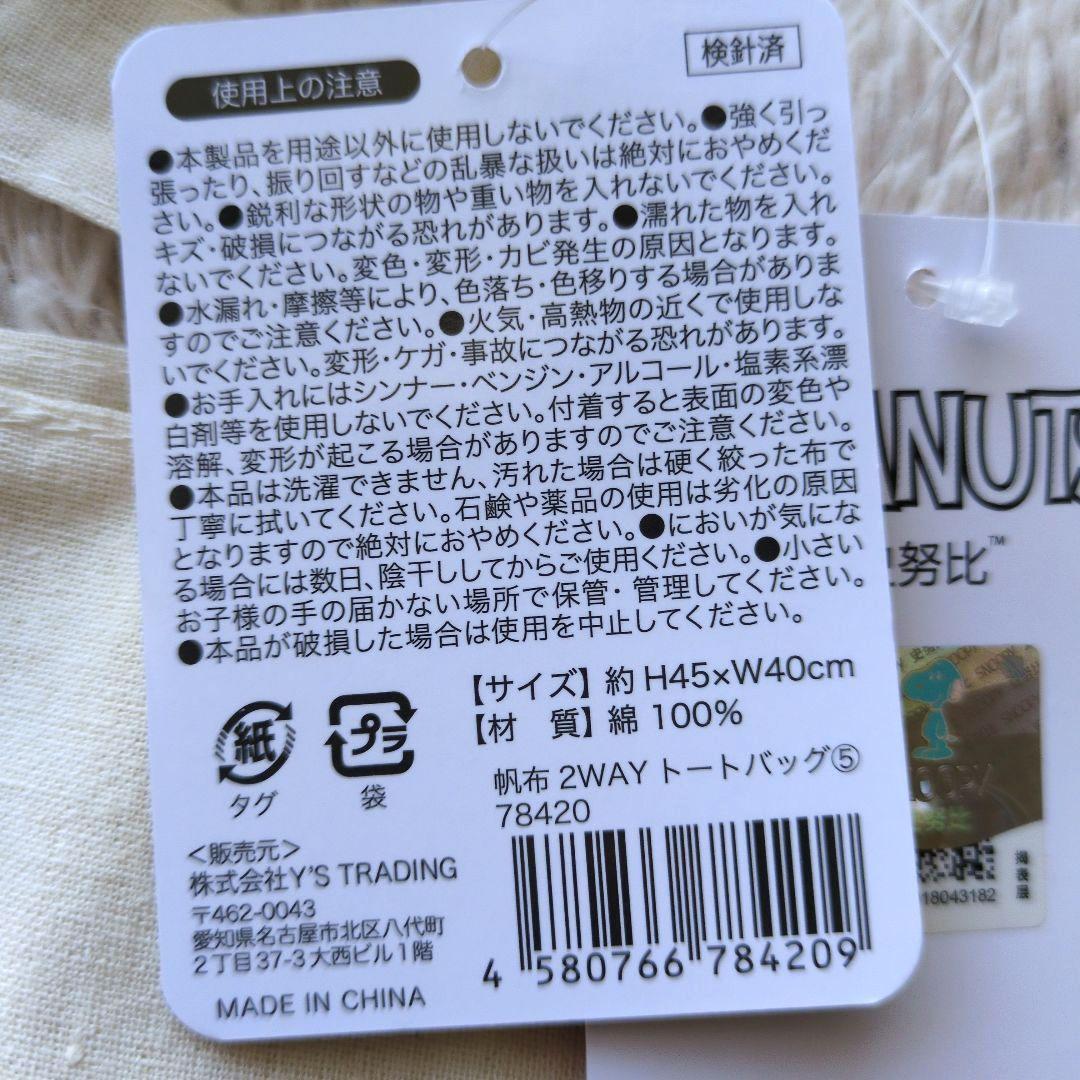 使用上の注意
検針済
●本製品を用途以外に使用しないでください。●強く引っ
張ったり、振り回すなどの乱暴な扱いは絶対におやめくだ
さい。●鋭利な形状の物や重い物を入れないでください。
キズ・破損につながる恐れがあります。●濡れた物を入れ
ないでください。変色・変形・カビ発生の原因となります。
●水漏れ・摩擦等により、色落ち・色移りする場合がありま
すのでご注意ください。●火気・高熱物の近くで使用しな
いでください。変形・ケガ・事故につながる恐れがあります。
●お手入れにはシンナー・ベンジン・アルコール・塩素系漂
白剤等を使用しないでください。付着すると表面の変色や
溶解、変形が起こる場合がありますのでご注意ください。
●本品は洗濯できません、汚れた場合は硬く絞った布で
丁寧に拭いてください。石鹸や薬品の使用は劣化の原因
となりますので絶対におやめください。●においが気にな
る場合には数日、陰干ししてからご使用ください。●小さい
お子様の手の届かない場所で保管・管理してください。
●本品が破損した場合は使用を中止してください。
【サイズ】約 H45×W40cm
【材 質】綿 100%
紙
タグ
プラ
袋
帆布 2WAY トートバッグ⑤
78420
<販売元>
株式会社Y'S TRADING
〒462-0043
愛知県名古屋市北区八代町
2丁目37-3大西ビル1階
MADE IN CHINA
4 580766 784209
ANUTS
努比™
SNOOPY
18043182